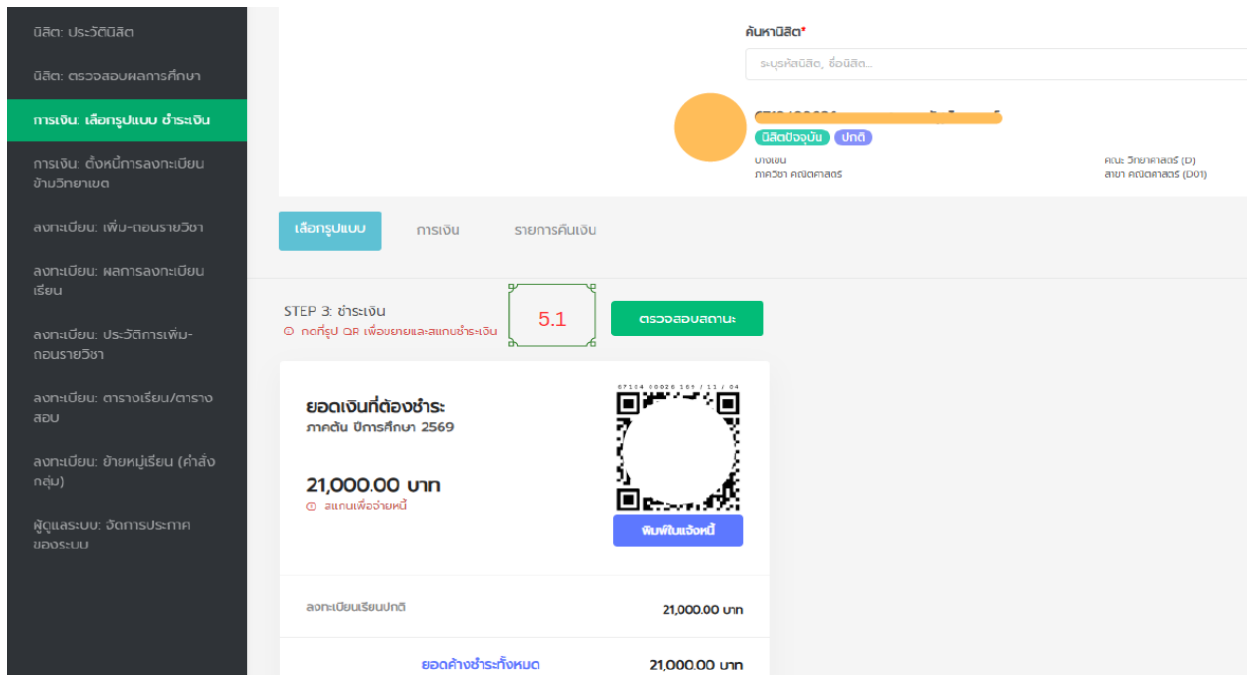 นิสิต: ประวัตินิสิต
นิสิต: ตรวจสอบผลการศึกษา
การเงิน: เลือกรูปแบบ ชำระเงิน
การเงิน: ตั้งหนี้การลงทะเบียน
ข้ามวิทยาเขต
ลงทะเบียน: เพิ่ม-ถอนรายวิชา
ลงทะเบียน: ผลการลงทะเบียน
เรียน
ลงทะเบียน: ประวัติการเพิ่ม-
ถอนรายวิชา
ลงทะเบียน: ตารางเรียน/ตาราง
สอบ
ลงทะเบียน: ย้ายหมู่เรียน (คำสั่ง
กลุ่ม)
ผู้ดูแลระบบ: จัดการประกาศ
ของระบบ
ค้นหานิสิต*
ระบุรหัสนิสิต, ชื่อนิสิต...
นิสิตปัจจุบัน ปกติ
บางเขน คณะ วิทยาศาสตร์ (D)
ภาควิชา คณิตศาสตร์ สาขา คณิตศาสตร์ (D01)
เลือกรูปแบบ การเงิน รายการคืนเงิน
STEP 3: ชำระเงิน
กดที่รูป QR เพื่อขยายและสแกนชำระเงิน
5.1
ตรวจสอบสถานะ
ยอดเงินที่ต้องชำระ
ภาคต้น ปีการศึกษา 2569
21,000.00 บาท
สแกนเพื่อจ่ายหนี้
พิมพ์ใบแจ้งหนี้
ลงทะเบียนเรียนปกติ 21,000.00 บาท
ยอดค้างชำระทั้งหมด 21,000.00 บาท